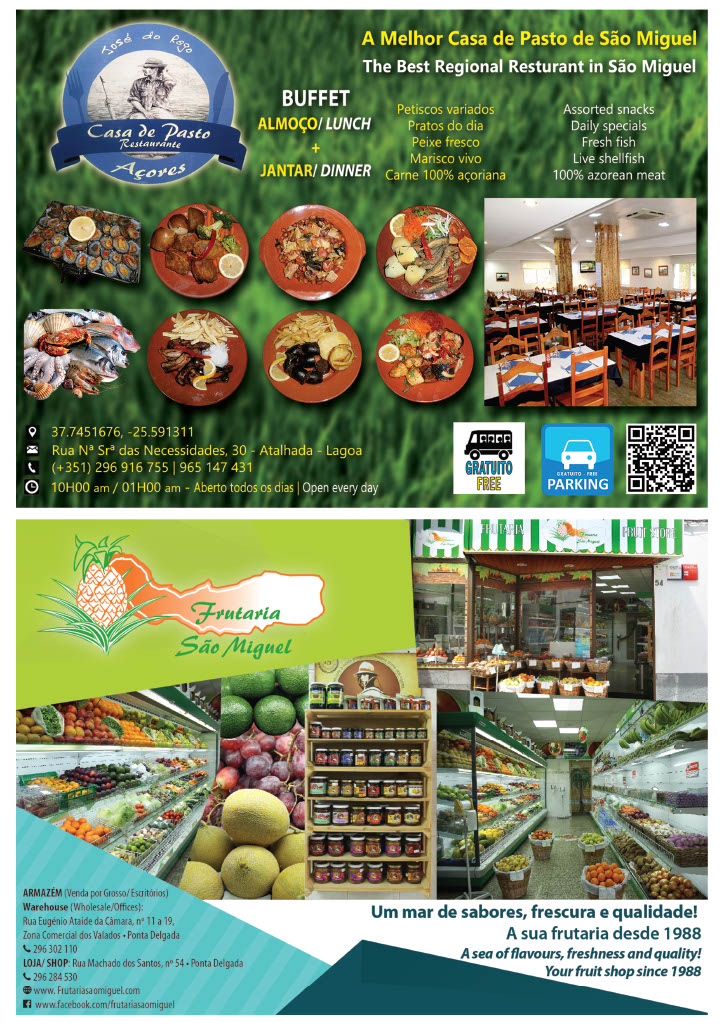 José do Rego
Casa de Pasto
Restaurante
Açores
A Melhor Casa de Pasto de São Miguel
The Best Regional Resturant in São Miguel
BUFFET
ALMOÇO/ LUNCH
+
JANTAR/ DINNER
Petiscos variados
Pratos do dia
Peixe fresco
Marisco vivo
Carne 100% açoriana
Assorted snacks
Daily specials
Fresh fish
Live shellfish
100% azorean meat
37.7451676, -25.591311
Rua Nª Srª das Necessidades, 30 - Atalhada - Lagoa
(+351) 296 916 755 | 965 147 431
10H00 am / 01H00 am - Aberto todos os dias | Open every day
GRATUITO
FREE
GRATUITO - FREE
PARKING
Frutaria
São Miguel
FRUTARIA
Frutaria
São Miguel
FRUIT STORE
54
ARMAZÉM (Venda por Grosso/ Escritórios)
Warehouse (Wholesale/Offices):
Rua Eugénio Ataíde da Câmara, nº 11 a 19,
Zona Comercial dos Valados • Ponta Delgada
296 302 110
LOJA/ SHOP: Rua Machado dos Santos, nº 54 • Ponta Delgada
296 284 530
www. Frutariasaomiguel.com
www.facebook.com/frutariasaomiguel
Um mar de sabores, frescura e qualidade!
A sua frutaria desde 1988
A sea of flavours, freshness and quality!
Your fruit shop since 1988